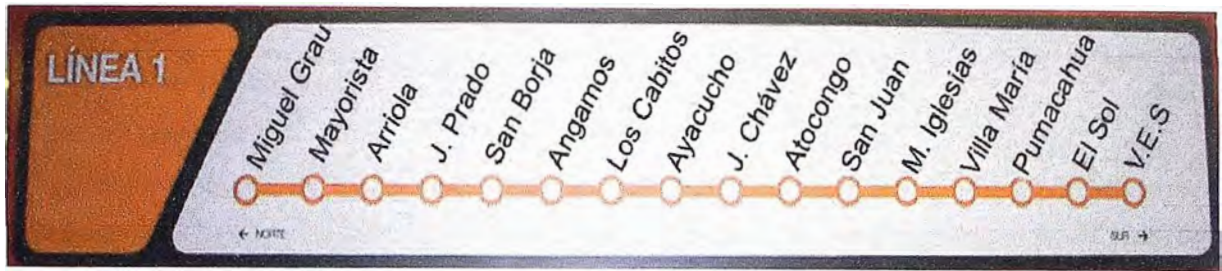 LÍNEA 1
Miguel Grau
Mayorista
Arriola
J. Prado
San Borja
Angamos
Los Cabitos
Ayacucho
J. Chávez
Atocongo
San Juan
M. Iglesias
Villa María
Pumacahua
El Sol
V.E.S
← NORTE
SUR →